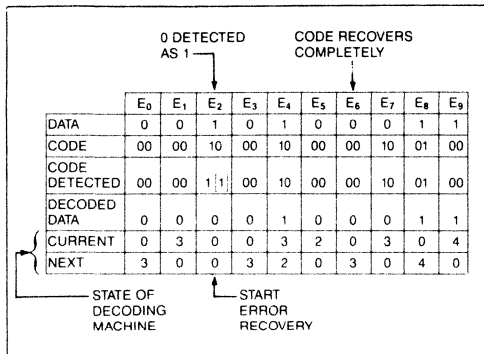 0 DETECTED AS 1
CODE RECOVERS COMPLETELY
E0 E1 E2 E3 E4 E5 E6 E7 E8 E9
DATA 0 0 1 0 1 0 0 0 1 1
CODE 00 00 10 00 10 00 00 10 01 00
CODE DETECTED 00 00 11 00 10 00 00 10 01 00
DECODED DATA 0 0 0 0 1 0 0 0 1 1
CURRENT 0 3 0 0 3 2 0 3 0 4
NEXT 3 0 0 3 2 0 3 0 4 0
STATE OF DECODING MACHINE
START ERROR RECOVERY